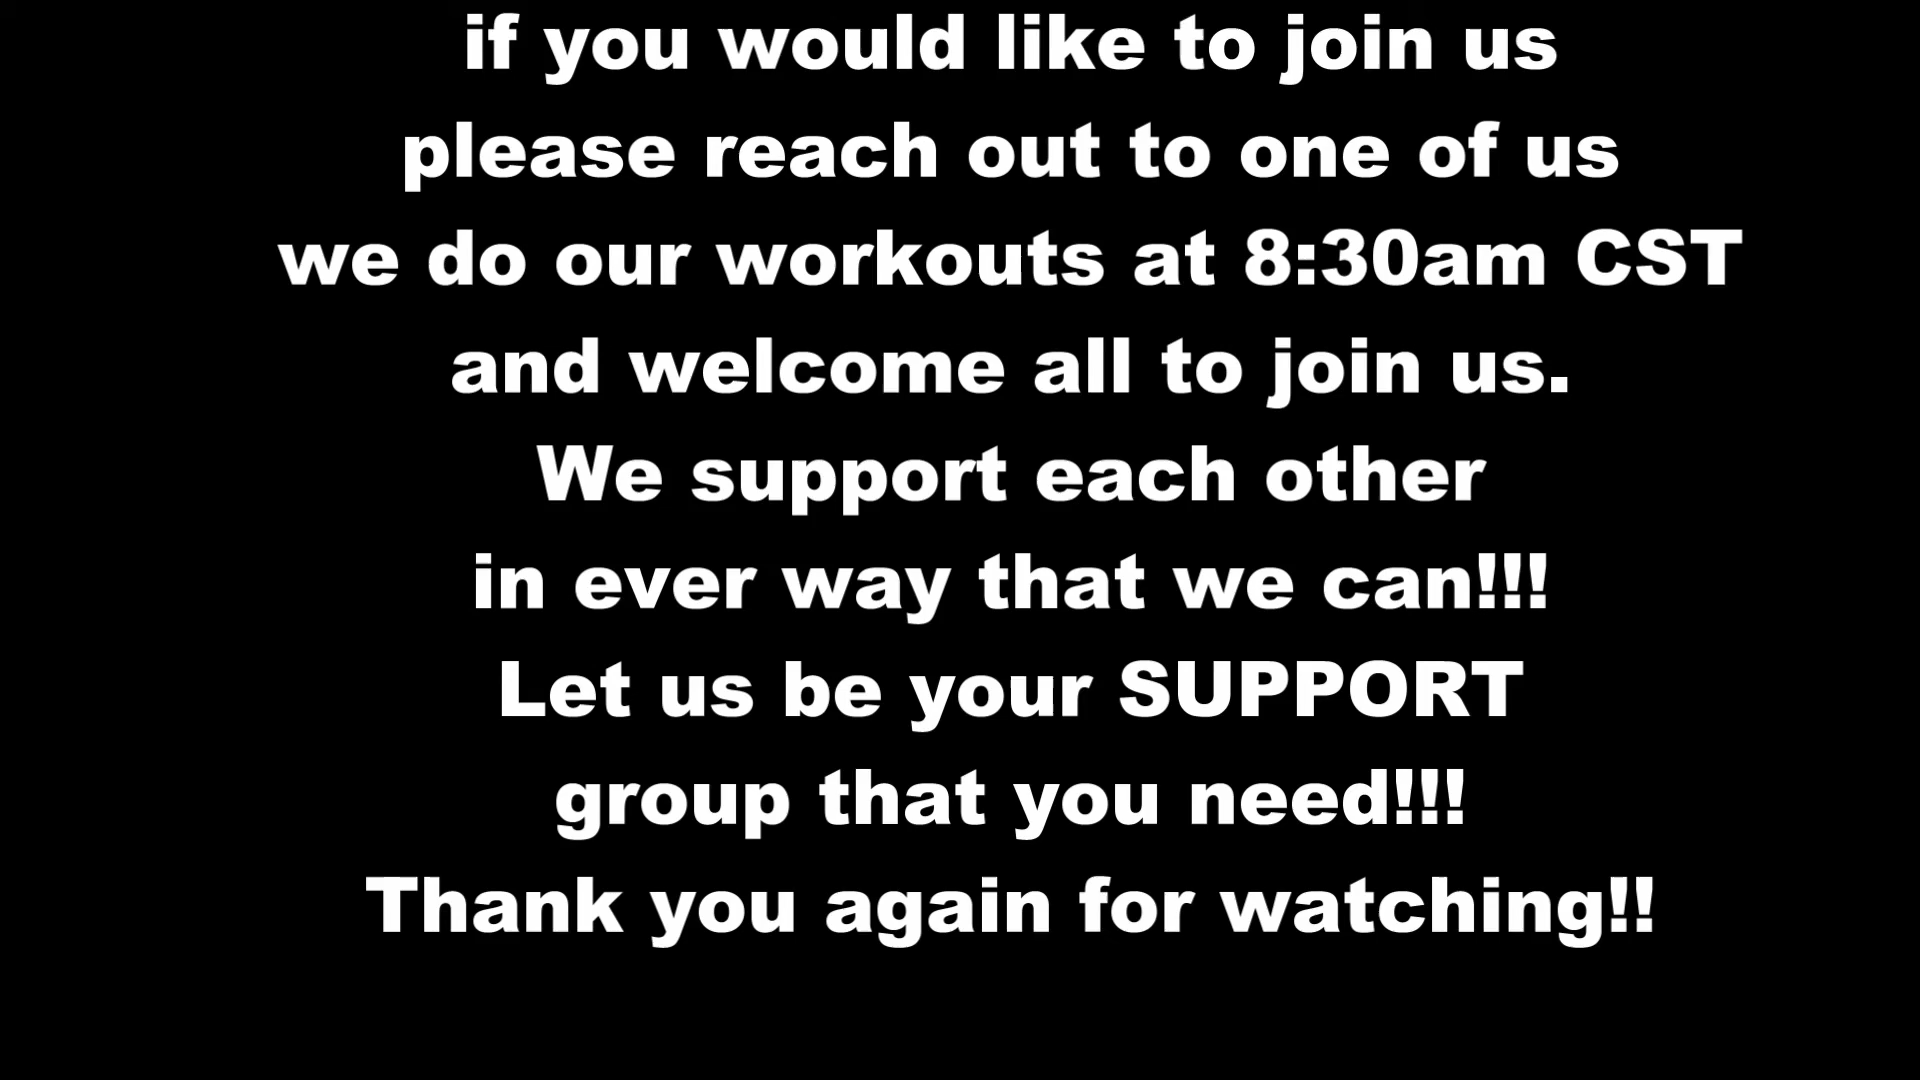 if you would like to join us
please reach out to one of us
we do our workouts at 8:30am CST
and welcome all to join us.
We support each other
in ever way that we can!!!
Let us be your SUPPORT
group that you need!!!
Thank you again for watching!!